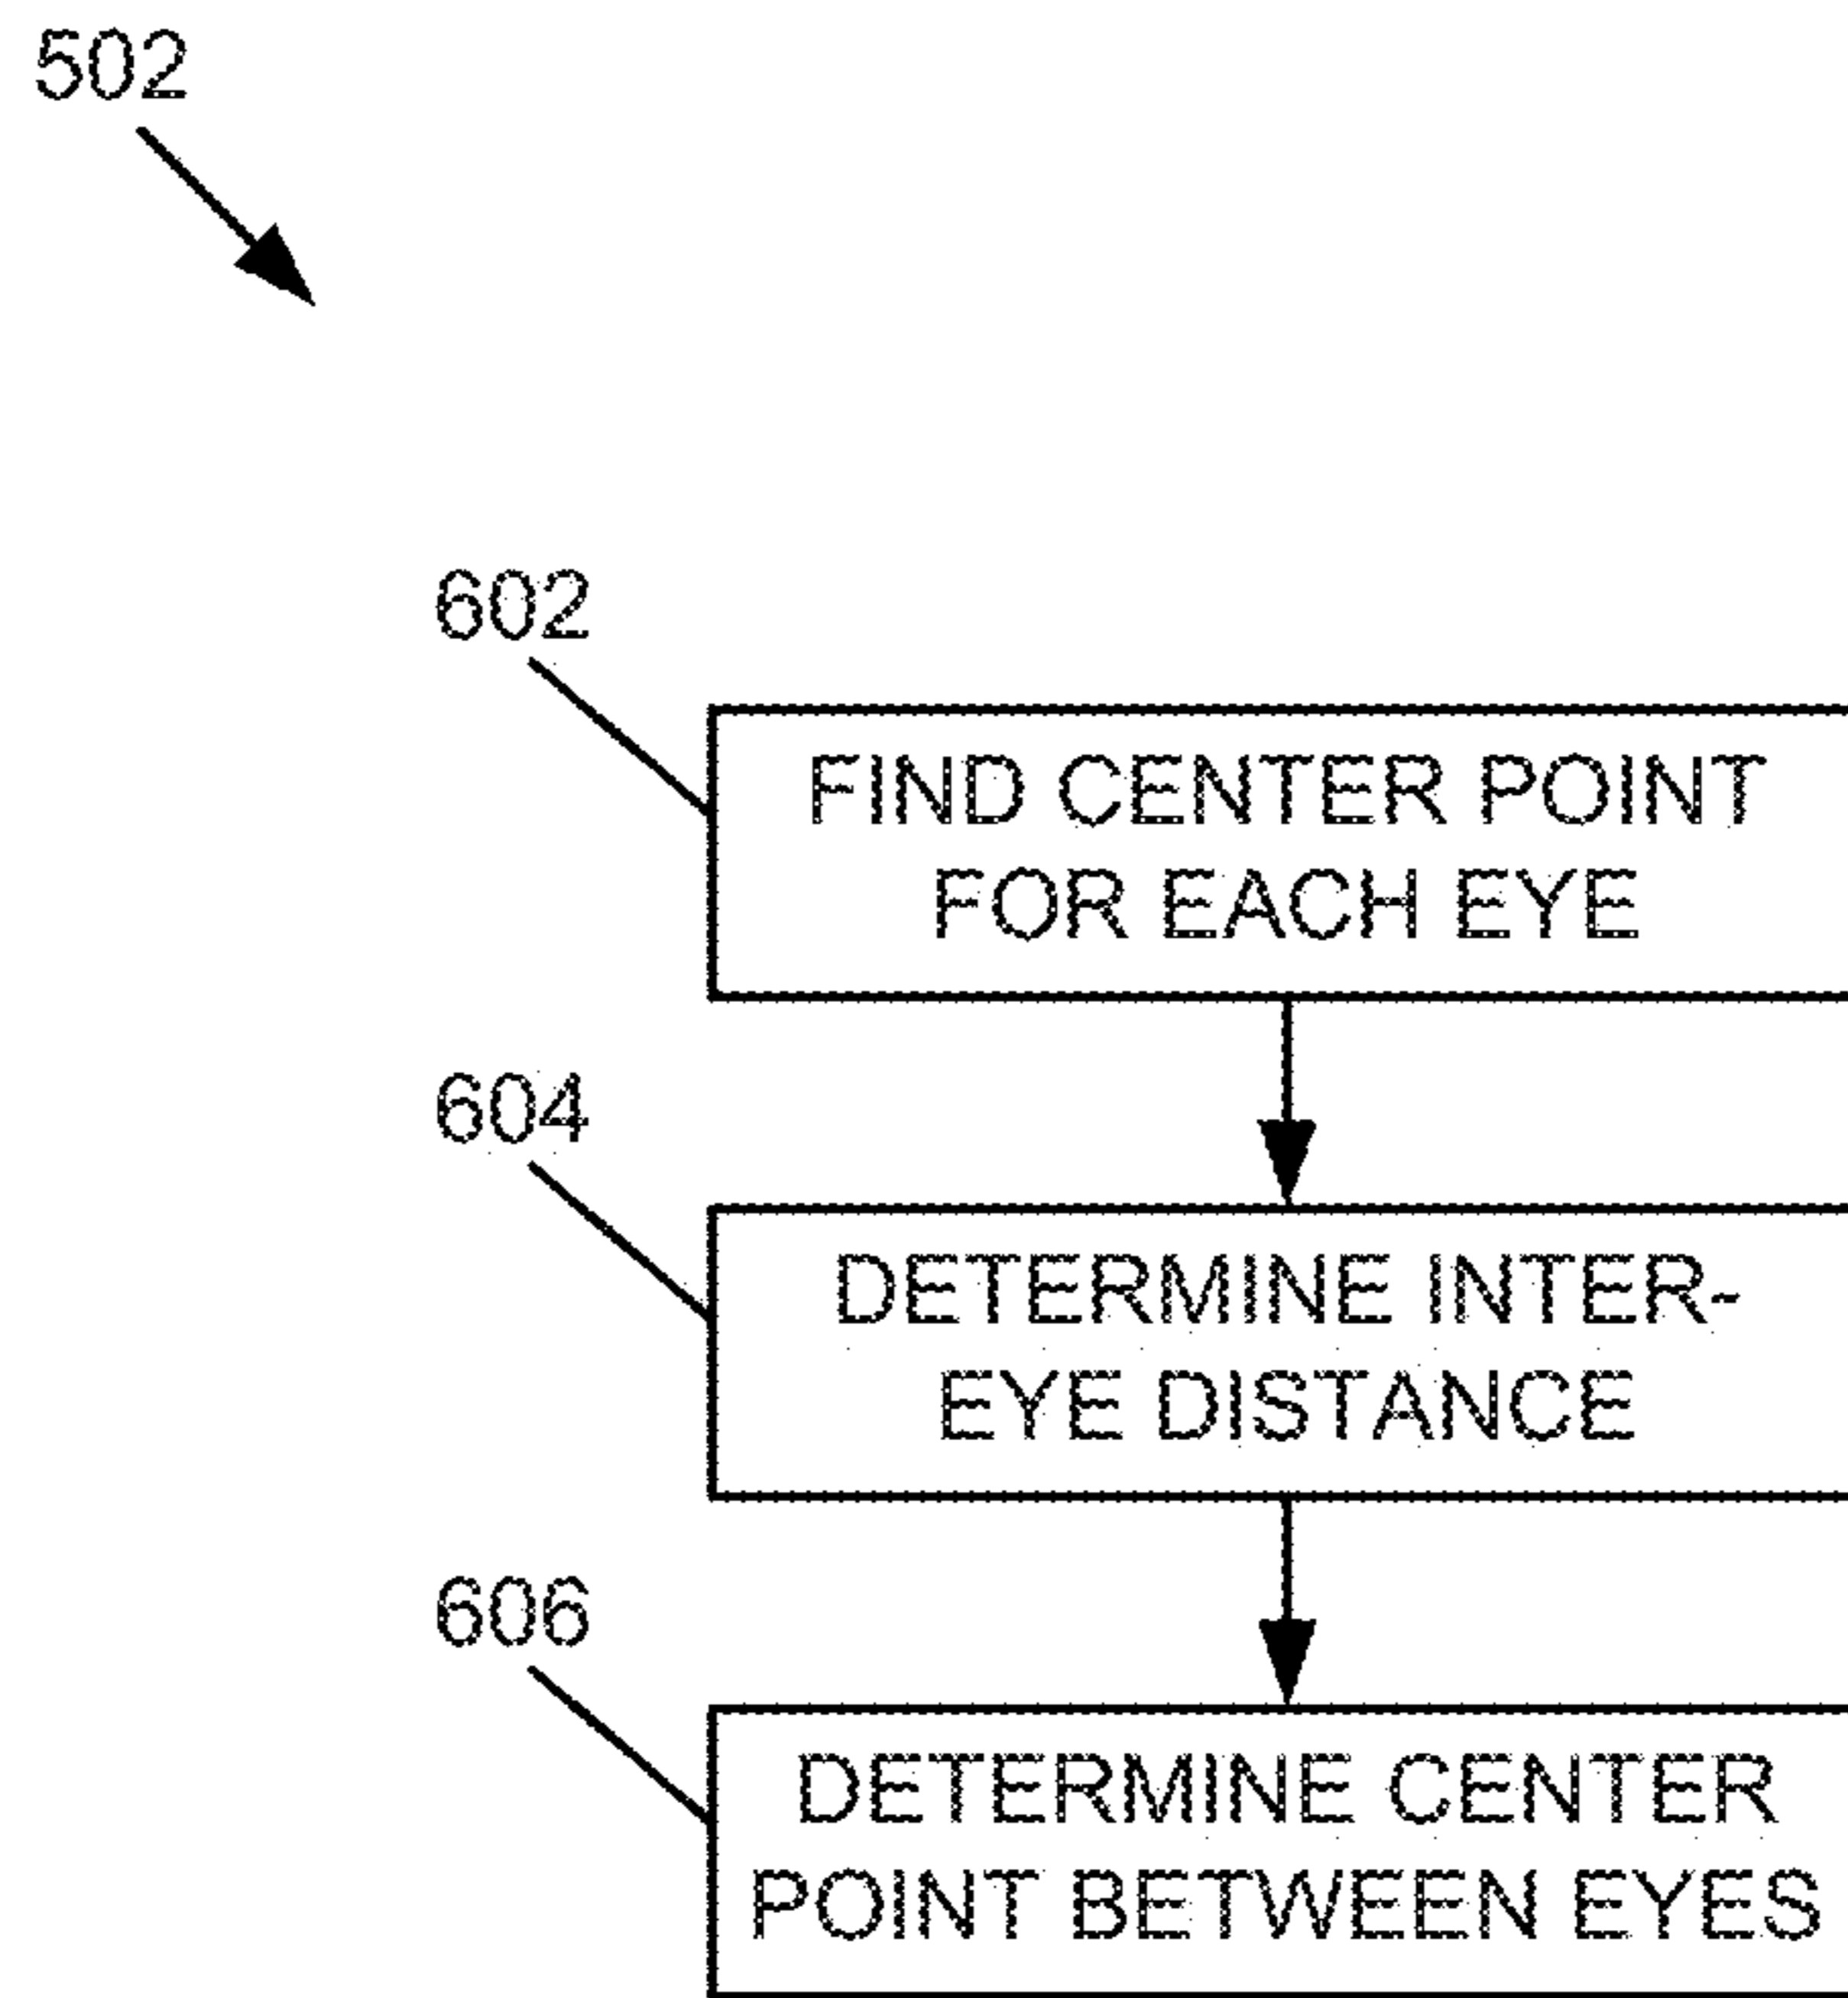 502
602
FIND CENTER POINT
FOR EACH EYE
604
DETERMINE INTER-
EYE DISTANCE
606
DETERMINE CENTER
POINT BETWEEN EYES